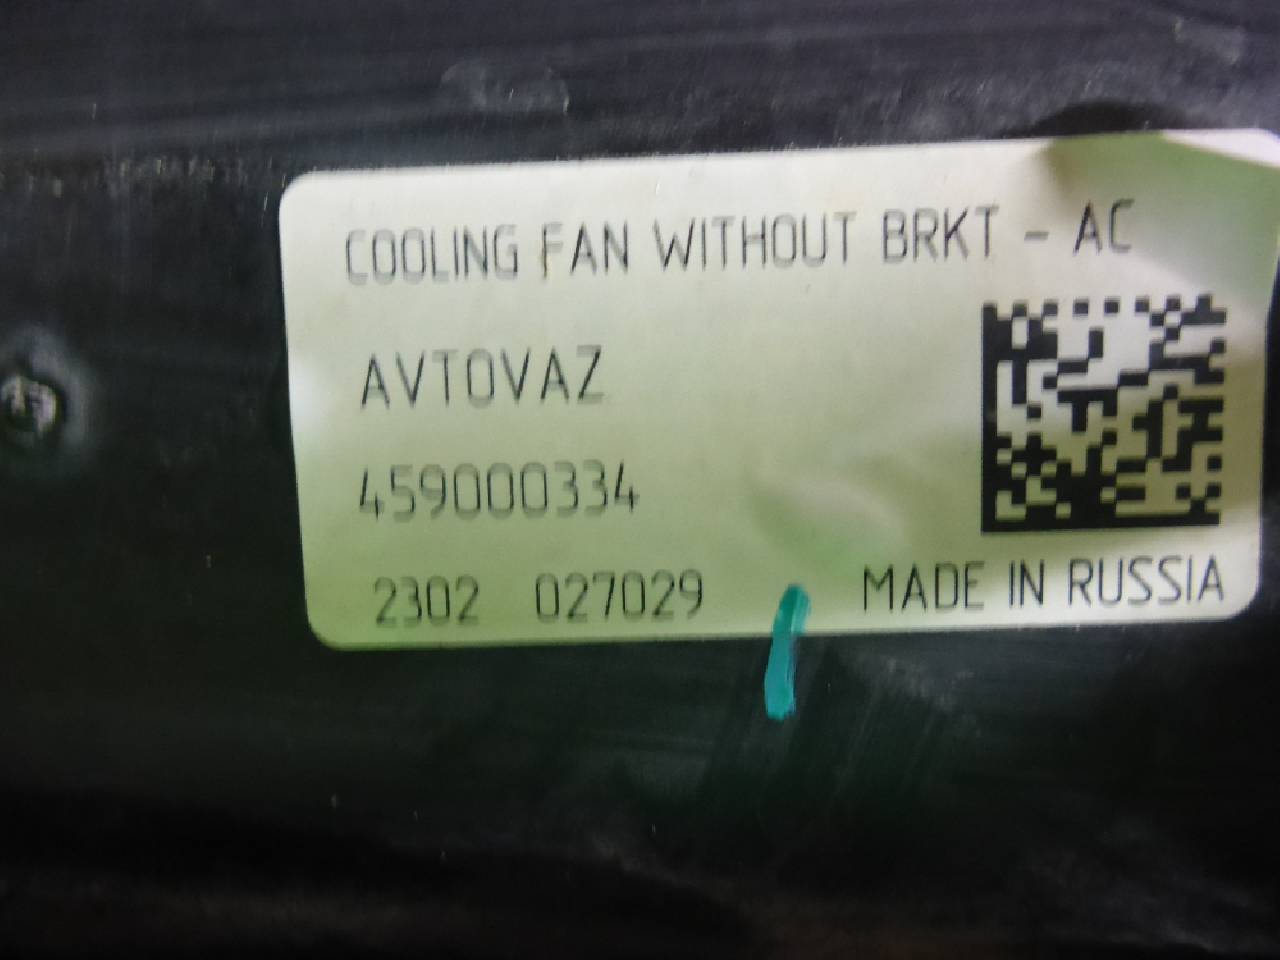 COOLING FAN WITHOUT BRKT - AC
AVTOVAZ
459000334
2302 027029 MADE IN RUSSIA